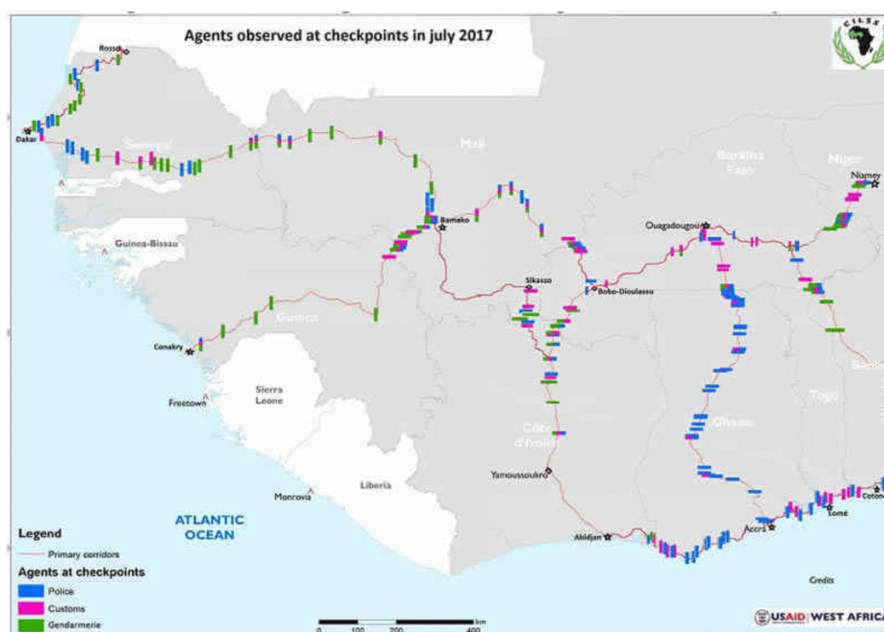 Agents observed at checkpoints in july 2017
CILSS
Rosso
Dakar
Senegal
Mali
Burkina
Faso
Niger
Niamey
Bamako
Ouagadougou
Guinea-Bissau
Sikasso
Bobo-Dioulasso
Guinea
Conakry
Benin
Sierra
Leone
Freetown
Togo
Ghana
Côte
d'Ivoire
Yamoussoukro
Liberia
Monrovia
Cotono
Lomé
Accra
Abidjan
ATLANTIC
OCEAN
Legend
Primary corridors
Agents at checkpoints
Police
Customs
Gendarmerie
Credits
km
0 100 200 400
USAID WEST AFRICA